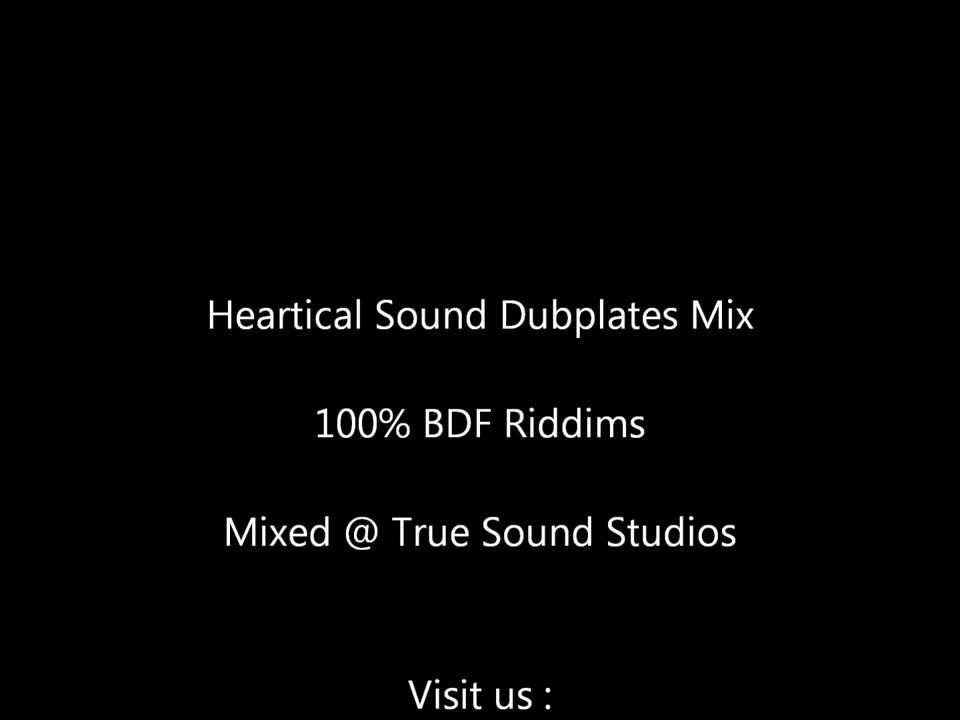 Heartical Sound Dubplates Mix
100% BDF Riddims
Mixed @ True Sound Studios
Visit us :